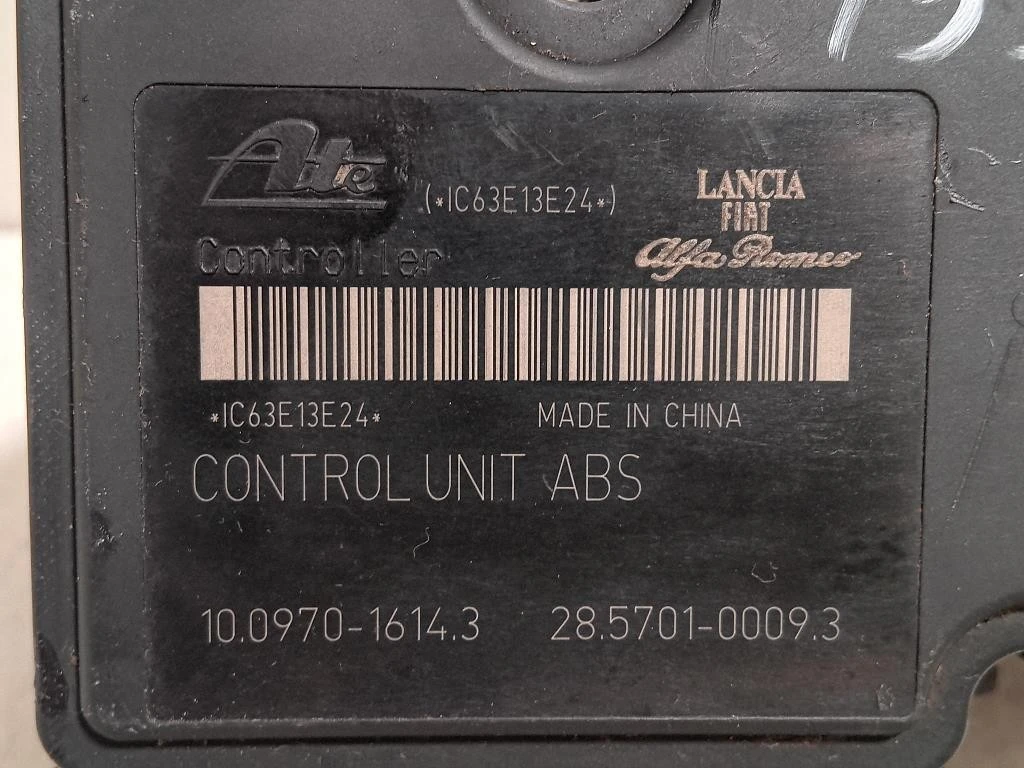 Ate
(*IC63E13E24*)
LANCIA
FIAT
Alfa Romeo
Controller
*IC63E13E24*
MADE IN CHINA
CONTROL UNIT ABS
10.0970-1614.3
28.5701-0009.3